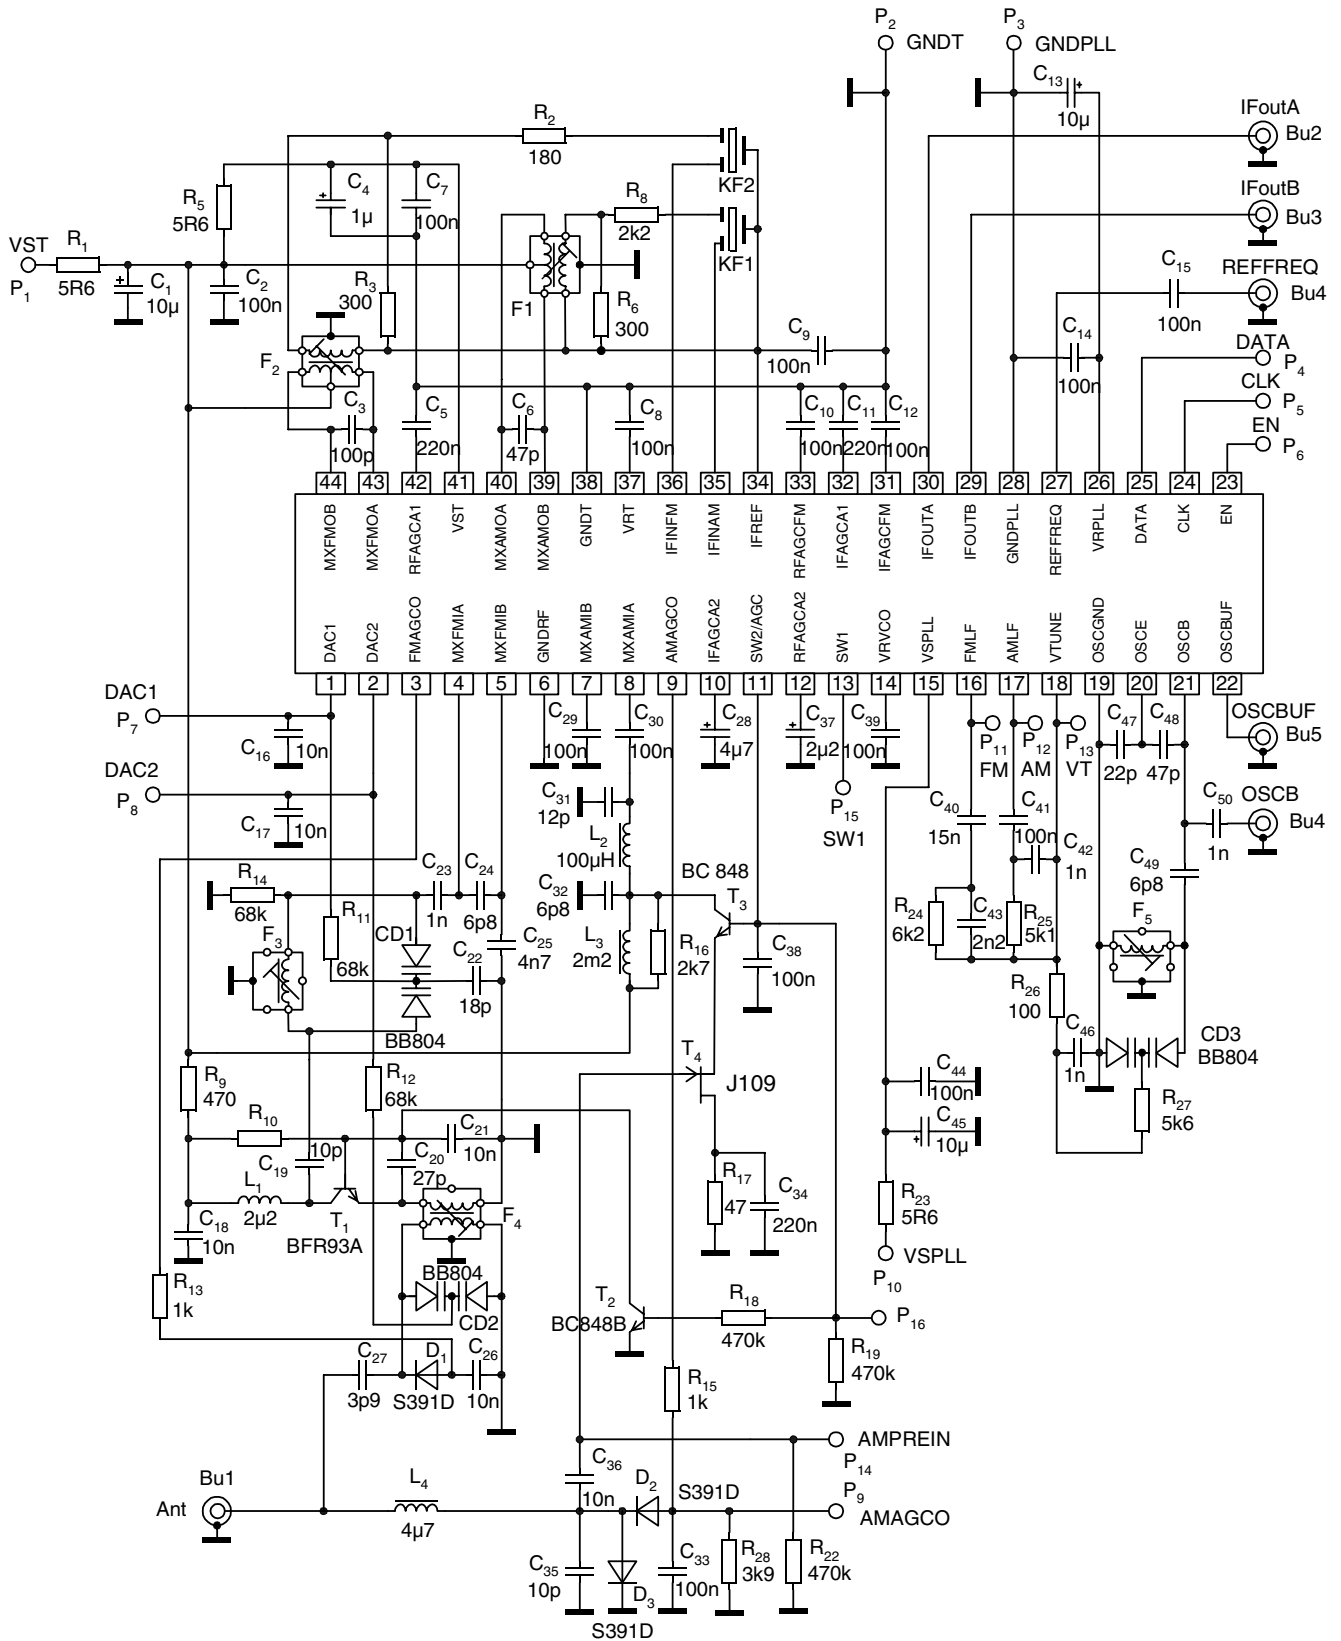 P2 GNDT
P3 GNDPLL
C13 10µ
IFoutA Bu2
R2 180
KF2
C4 1µ
C7 100n
R5 5R6
R8 2k2
KF1
IFoutB Bu3
VST P1
R1 5R6
C1 10µ
C2 100n
R3 300
F1
R6 300
C15 100n
REFFREQ Bu4
F2
C9 100n
C14 100n
DATA P4
CLK P5
EN P6
C3 100p
C5 220n
C6 47p
C8 100n
C10 100n
C11 220n
C12 100n
44 43 42 41 40 39 38 37 36 35 34 33 32 31 30 29 28 27 26 25 24 23
MXFMOB MXFMOA RFAGCA1 VST MXAMOA MXAMOB GNDT VRT IFINFM IFINAM IFREF RFAGCFM IFAGCA1 IFAGCFM IFOUTA IFOUTB GNDPLL REFFREQ VRPLL DATA CLK EN
DAC1 DAC2 FMAGCO MXFMIA MXFMIB GNDRF MXAMIB MXAMIA AMAGCO IFAGCA2 SW2/AGC RFAGCA2 SW1 VRVCO VSPLL FMLF AMLF VTUNE OSCGND OSCE OSCB OSCBUF
1 2 3 4 5 6 7 8 9 10 11 12 13 14 15 16 17 18 19 20 21 22
DAC1 P7
C16 10n
DAC2 P8
C17 10n
C29 100n
C30 100n
C28 4µ7
C37 2µ2
C39 100n
P15 SW1
P11 FM
P12 AM
P13 VT
C47 22p
C48 47p
OSCBUF Bu5
C31 12p
L2 100µH
C40 15n
C41 100n
C42 1n
C50 1n
OSCB Bu4
C49 6p8
R14 68k
C23 1n
C24 6p8
C32 6p8
BC 848 T3
R11 68k
CD1
C22 18p
C25 4n7
L3 2m2
R16 2k7
C38 100n
R24 6k2
C43 2n2
R25 5k1
F5
F3
BB804
R26 100
C46 1n
CD3 BB804
R9 470
R12 68k
T4 J109
C44 100n
C45 10µ
R27 5k6
R10
C19 10p
C20 27p
C21 10n
R17 47
C34 220n
L1 2µ2
T1 BFR93A
F4
C18 10n
R23 5R6
VSPLL P10
BB804
CD2
R13 1k
T2 BC848B
R18 470k
P16
R19 470k
C27 3p9
D1 S391D
C26 10n
R15 1k
AMPREIN P14
C36 10n
D2 S391D
P9 AMAGCO
Bu1
Ant
L4 4µ7
C35 10p
D3 S391D
C33 100n
R28 3k9
R22 470k